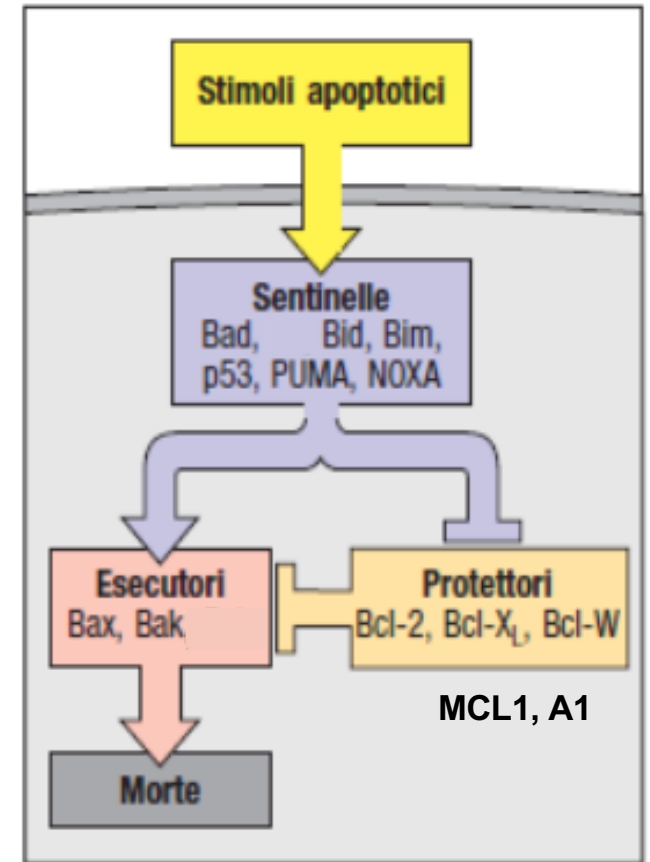 Stimoli apoptotici
Sentinelle
Bad, Bid, Bim,
p53, PUMA, NOXA
Esecutori
Bax, Bak
Protettori
Bcl-2, Bcl-X_L, Bcl-W
MCL1, A1
Morte